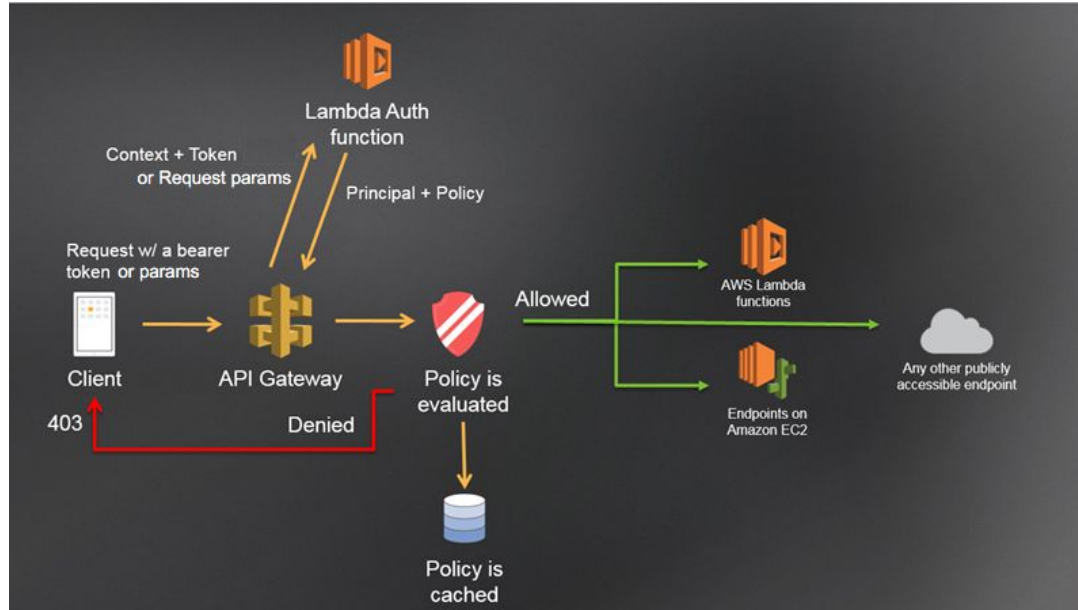 Lambda Auth
function
Context + Token
or Request params
Principal + Policy
Request w/ a bearer
token or params
Client
API Gateway
Policy is
evaluated
Allowed
AWS Lambda
functions
Any other publicly
accessible endpoint
Endpoints on
Amazon EC2
403
Denied
Policy is
cached